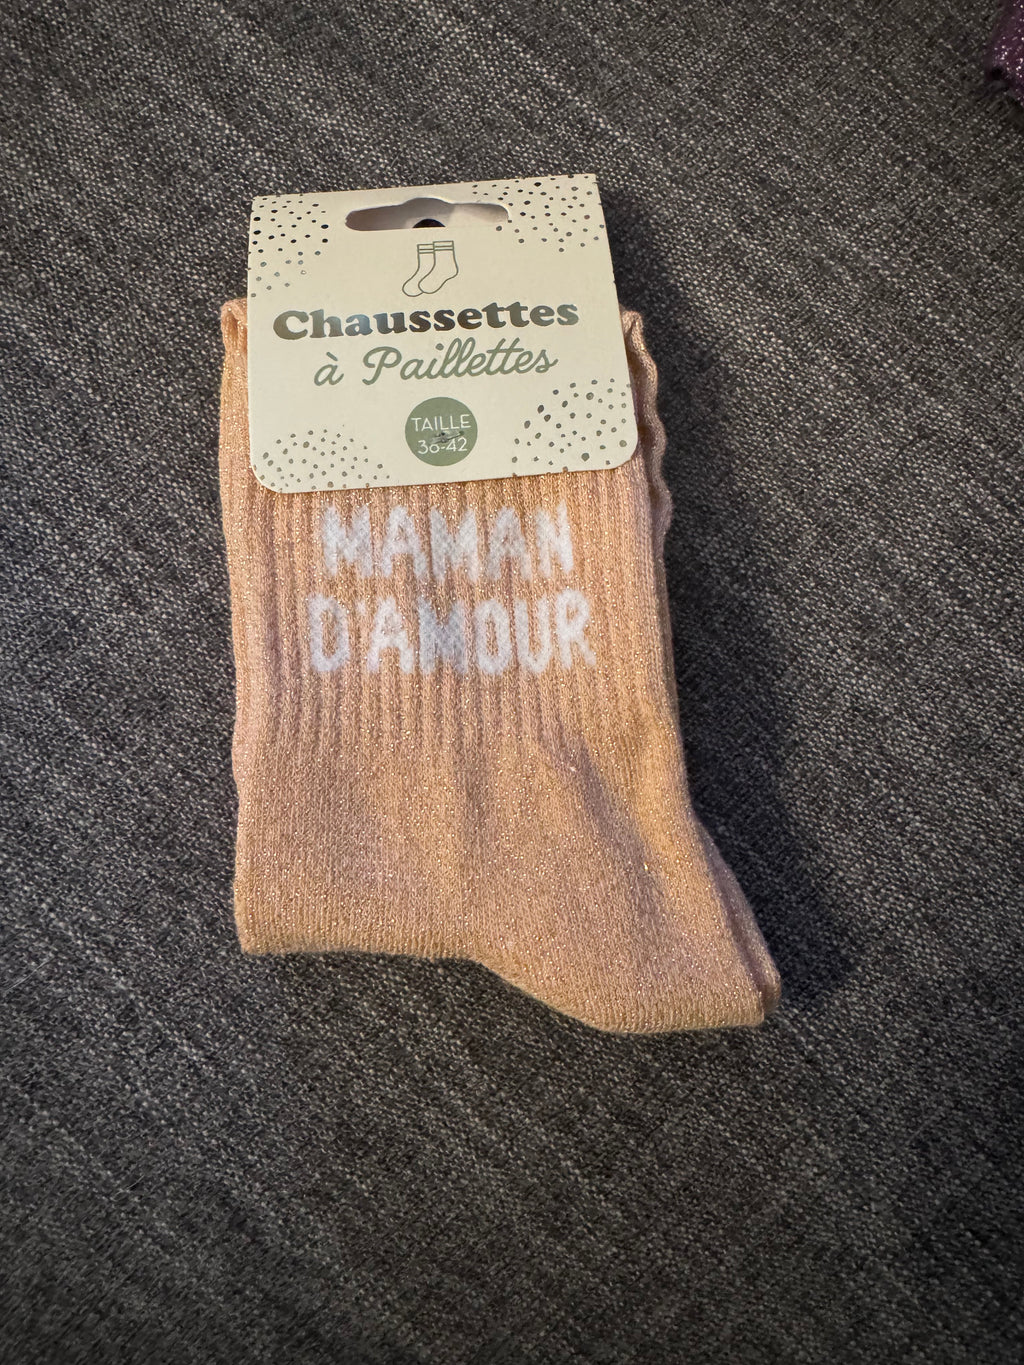 Chaussettes
à Paillettes
TAILLE
36-42
MAMAN
D'AMOUR